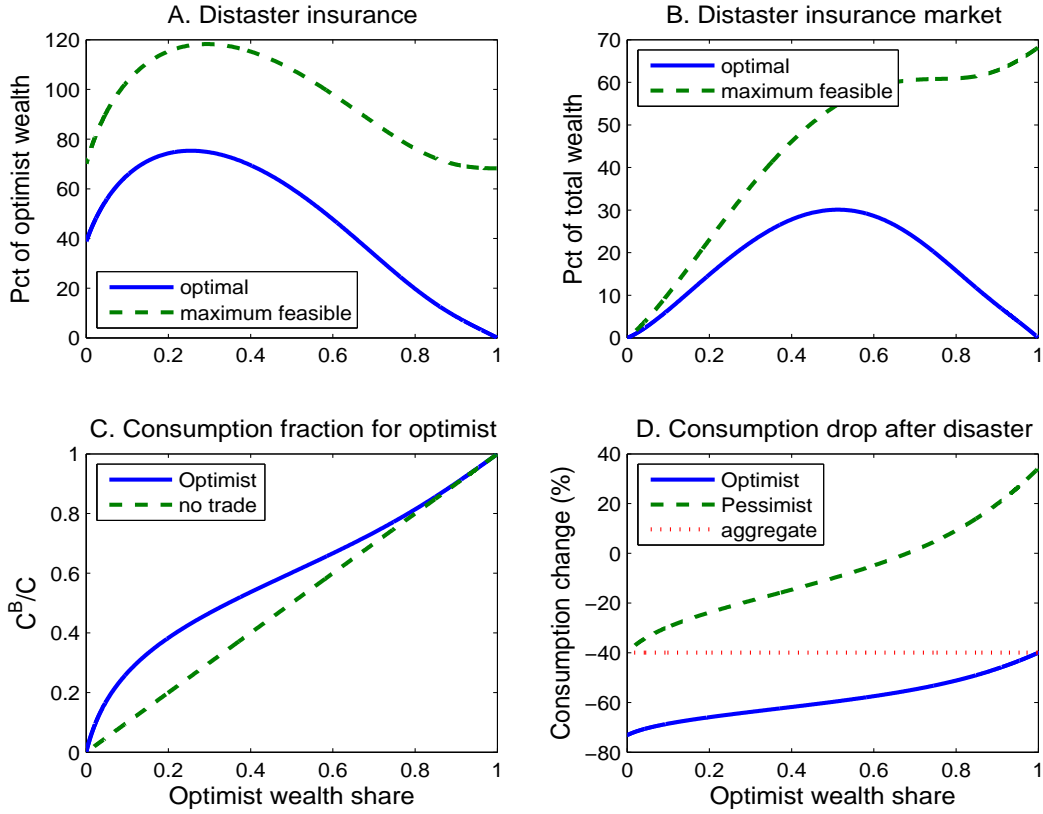 A. Distaster insurance
Pct of optimist wealth
120
100
80
60
40
20
0
optimal
maximum feasible
0
0.2
0.4
0.6
0.8
1
B. Distaster insurance market
Pct of total wealth
70
60
50
40
30
20
10
0
optimal
maximum feasible
0
0.2
0.4
0.6
0.8
1
C. Consumption fraction for optimist
C^B/C
1
0.8
0.6
0.4
0.2
0
Optimist
no trade
0
0.2
0.4
0.6
0.8
1
Optimist wealth share
D. Consumption drop after disaster
Consumption change (%)
40
20
0
−20
−40
−60
−80
Optimist
Pessimist
aggregate
0
0.2
0.4
0.6
0.8
1
Optimist wealth share